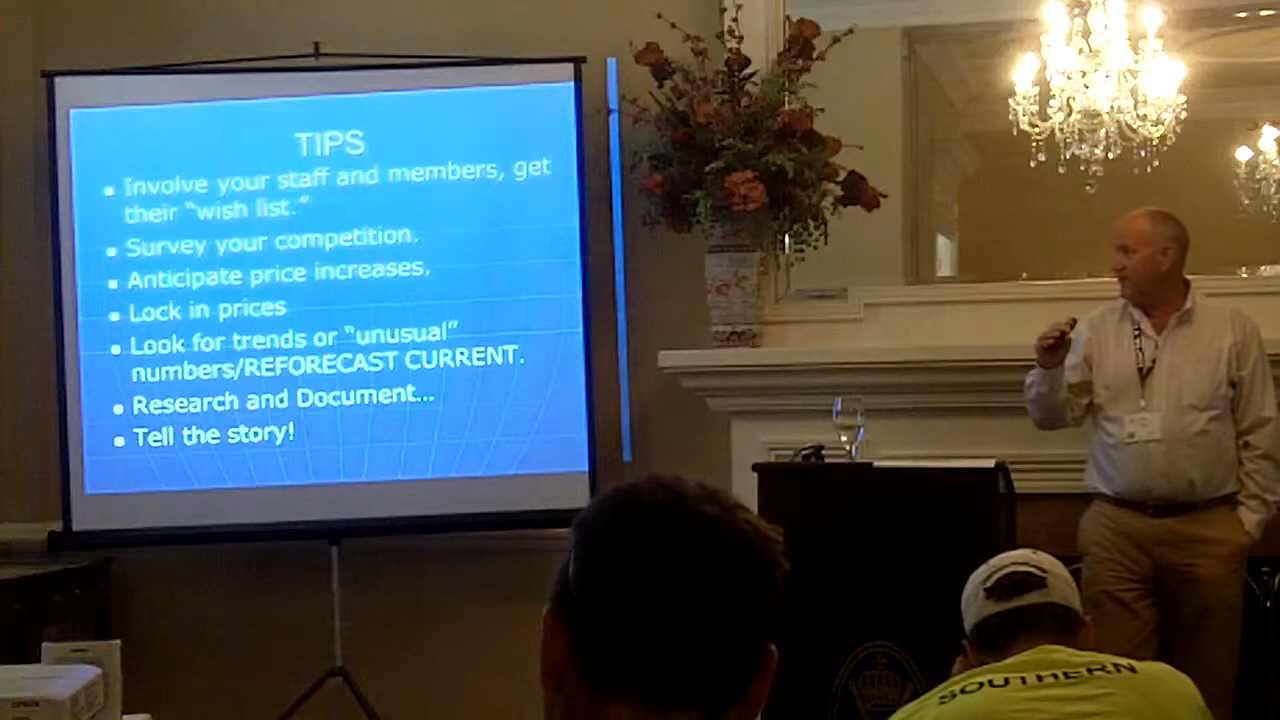 TIPS
Involve your staff and members, get
their “wish list.”
Survey your competition.
Anticipate price increases.
Lock in prices
Look for trends or “unusual”
numbers/REFORECAST CURRENT.
Research and Document...
Tell the story!
SOUTHERN